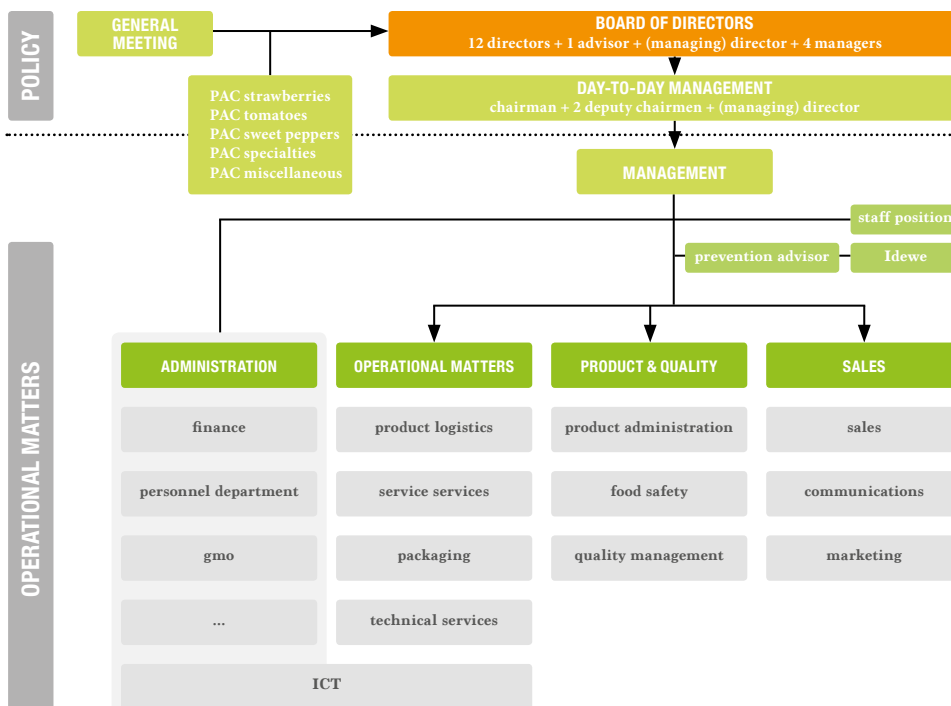 POLICY
GENERAL
MEETING
BOARD OF DIRECTORS
12 directors + 1 advisor + (managing) director + 4 managers
DAY-TO-DAY MANAGEMENT
chairman + 2 deputy chairmen + (managing) director
PAC strawberries
PAC tomatoes
PAC sweet peppers
PAC specialties
PAC miscellaneous
MANAGEMENT
staff position
prevention advisor
Idewe
OPERATIONAL MATTERS
ADMINISTRATION
finance
personnel department
gmo
...
OPERATIONAL MATTERS
product logistics
service services
packaging
technical services
ICT
PRODUCT & QUALITY
product administration
food safety
quality management
SALES
sales
communications
marketing